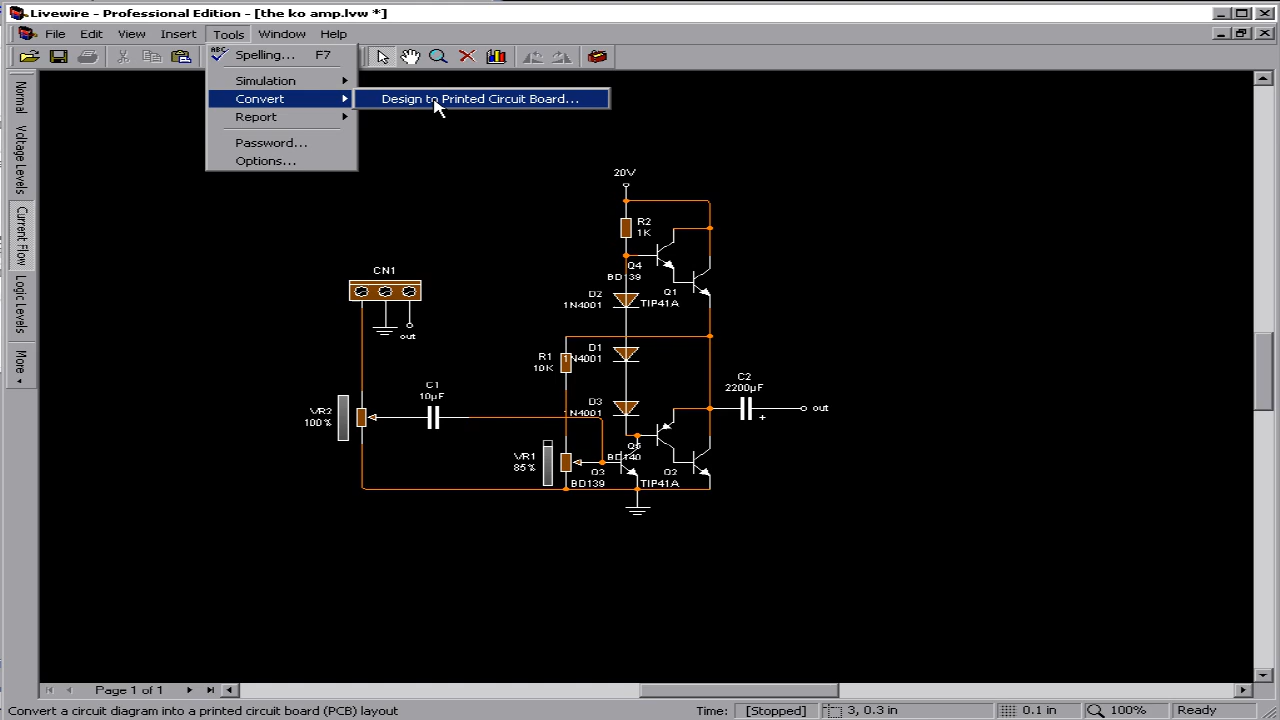 Livewire - Professional Edition - [the ko amp.lvw *]
File Edit View Insert Tools Window Help
ABC Spelling... F7
Simulation
Convert
Design to Printed Circuit Board...
Report
Password...
Options...
Normal
Voltage Levels
Current Flow
Logic Levels
More
20V
R2
1K
Q4
BD139
Q1
TIP41A
CN1
out
D2
1N4001
R1
10K
D1
1N4001
D3
1N4001
C1
10µF
VR2
100%
C2
2200µF
+
out
VR1
85%
Q5
BD140
Q3
BD139
Q2
TIP41A
Page 1 of 1
Convert a circuit diagram into a printed circuit board (PCB) layout
Time: [Stopped] 3, 0.3 in 0.1 in 100% Ready